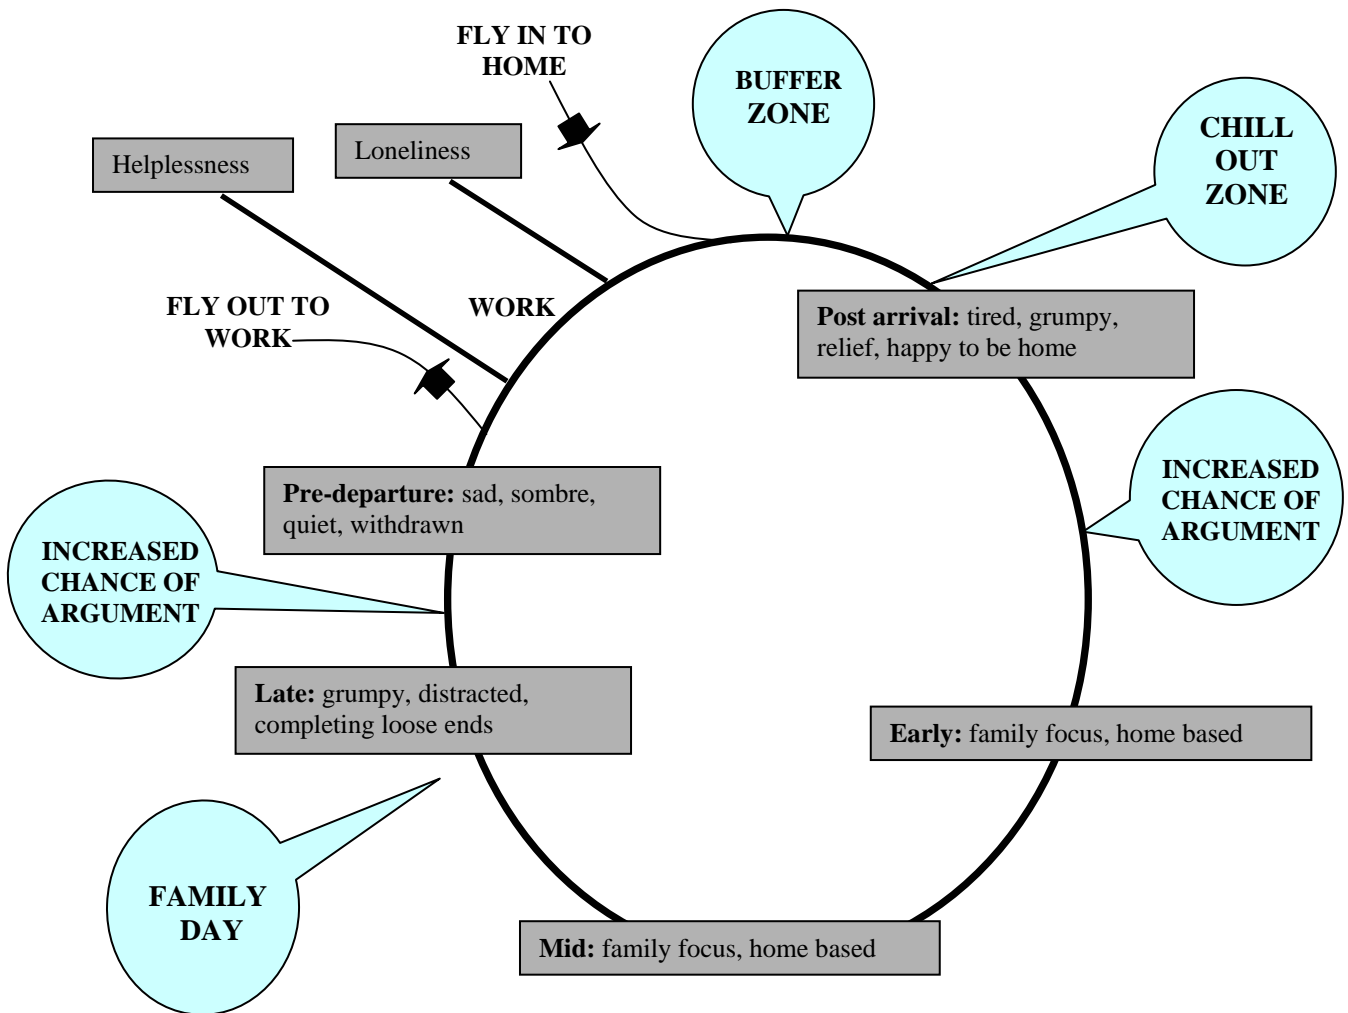 FLY IN TO
HOME
BUFFER
ZONE
CHILL
OUT
ZONE
Helplessness
Loneliness
FLY OUT TO
WORK
WORK
Post arrival: tired, grumpy,
relief, happy to be home
INCREASED
CHANCE OF
ARGUMENT
Pre-departure: sad, sombre,
quiet, withdrawn
INCREASED
CHANCE OF
ARGUMENT
Late: grumpy, distracted,
completing loose ends
Early: family focus, home based
FAMILY
DAY
Mid: family focus, home based